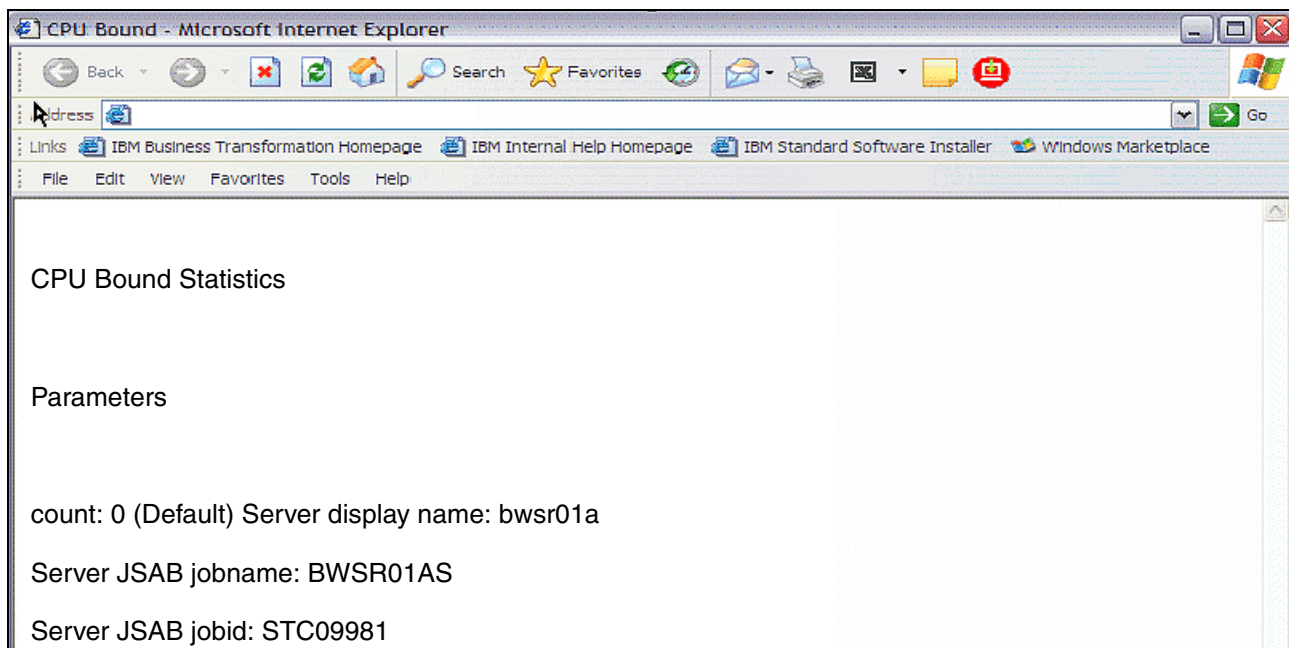 CPU Bound - Microsoft Internet Explorer
Back Search Favorites
Address Go
Links IBM Business Transformation Homepage IBM Internal Help Homepage IBM Standard Software Installer Windows Marketplace
File Edit View Favorites Tools Help
CPU Bound Statistics
Parameters
count: 0 (Default) Server display name: bwsr01a
Server JSAB jobname: BWSR01AS
Server JSAB jobid: STC09981